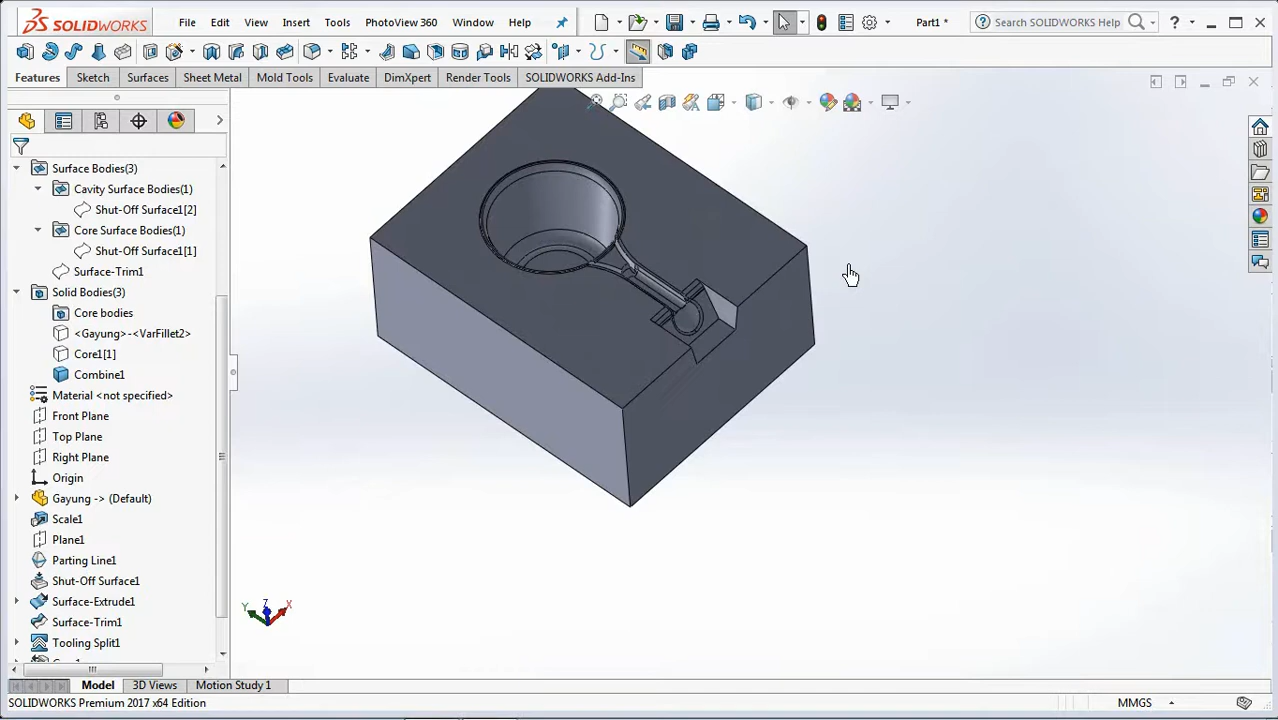 SOLIDWORKS File Edit View Insert Tools PhotoView 360 Window Help Part1 * Search SOLIDWORKS Help ?
Features Sketch Surfaces Sheet Metal Mold Tools Evaluate DimXpert Render Tools SOLIDWORKS Add-Ins
Surface Bodies(3)
Cavity Surface Bodies(1)
Shut-Off Surface1[2]
Core Surface Bodies(1)
Shut-Off Surface1[1]
Surface-Trim1
Solid Bodies(3)
Core bodies
<Gayung>-<VarFillet2>
Core1[1]
Combine1
Material <not specified>
Front Plane
Top Plane
Right Plane
Origin
Gayung -> (Default)
Scale1
Plane1
Parting Line1
Shut-Off Surface1
Surface-Extrude1
Surface-Trim1
Tooling Split1
Y Z X
Model 3D Views Motion Study 1
SOLIDWORKS Premium 2017 x64 Edition MMGS